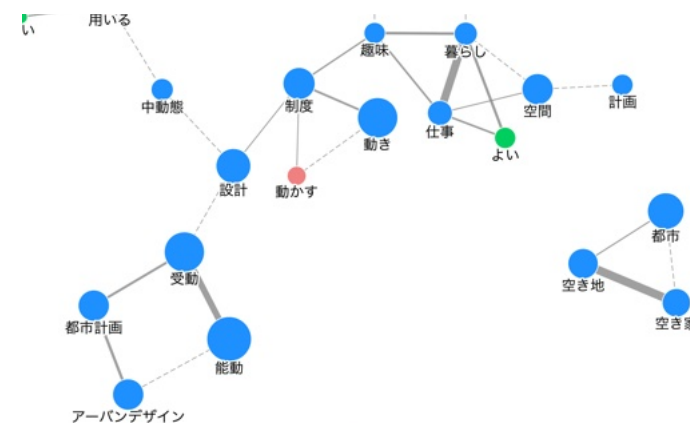 い
用いる
趣味
暮らし
中動態
制度
空間
計画
動き
仕事
よい
設計
動かす
都市
受動
空き地
都市計画
空き
能動
アーバンデザイン